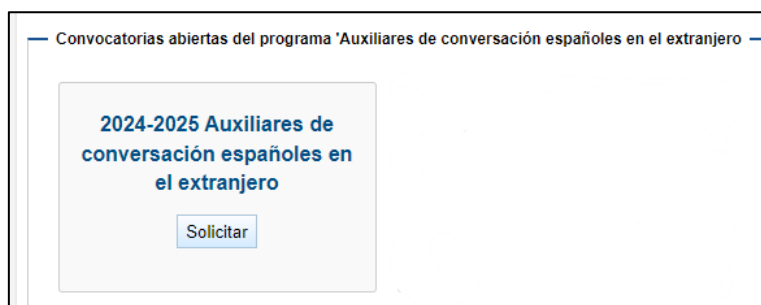 Convocatorias abiertas del programa 'Auxiliares de conversación españoles en el extranjero
2024-2025 Auxiliares de
conversación españoles en
el extranjero
Solicitar